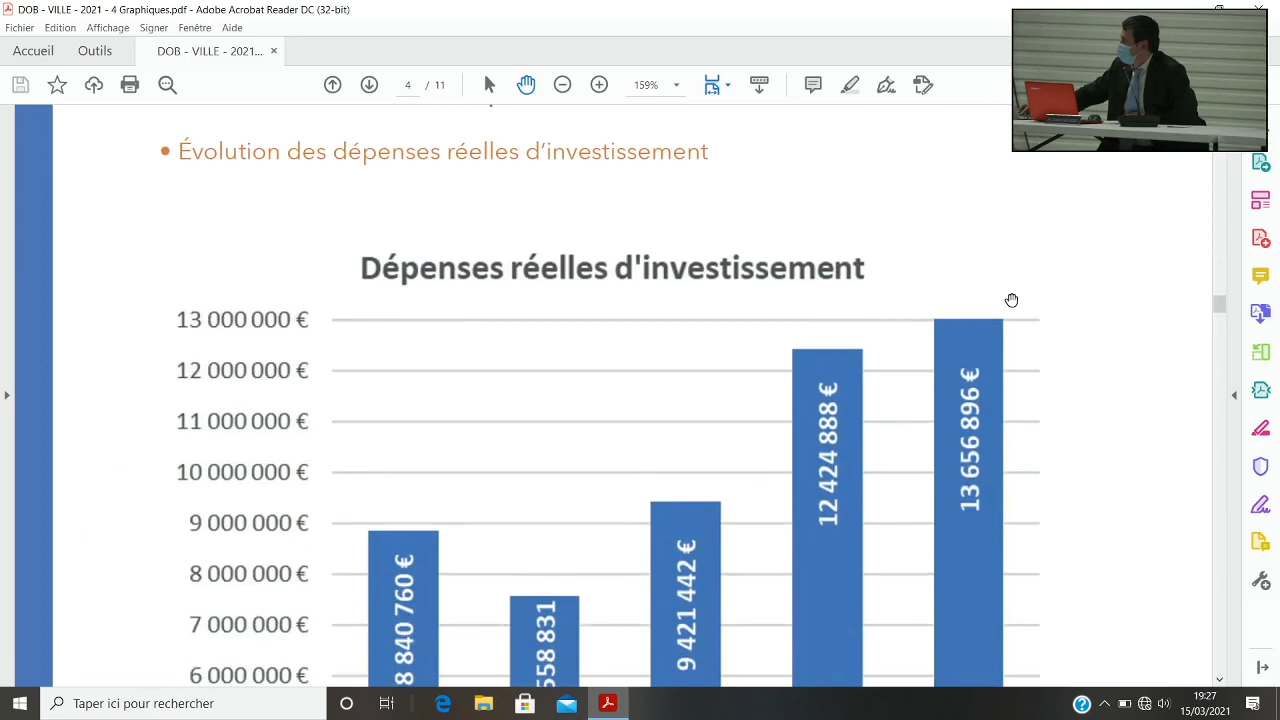 DOB - VILLE - 2021 - 4 Graphiques.pdf - Adobe Acrobat Reader DC (32-bit)
Fichier Edition Affichage Signer Fenêtre Aide
Accueil Outils DOB - VILLE - 2021... ×
4 / 11 159%
• Évolution des dépenses réelles d’investissement
Dépenses réelles d'investissement
13 000 000 €
12 000 000 €
11 000 000 €
10 000 000 €
9 000 000 €
8 000 000 €
7 000 000 €
6 000 000 €
8 840 760 €
558 831
9 421 442 €
12 424 888 €
13 656 896 €
Taper ici pour rechercher
19:27
15/03/2021